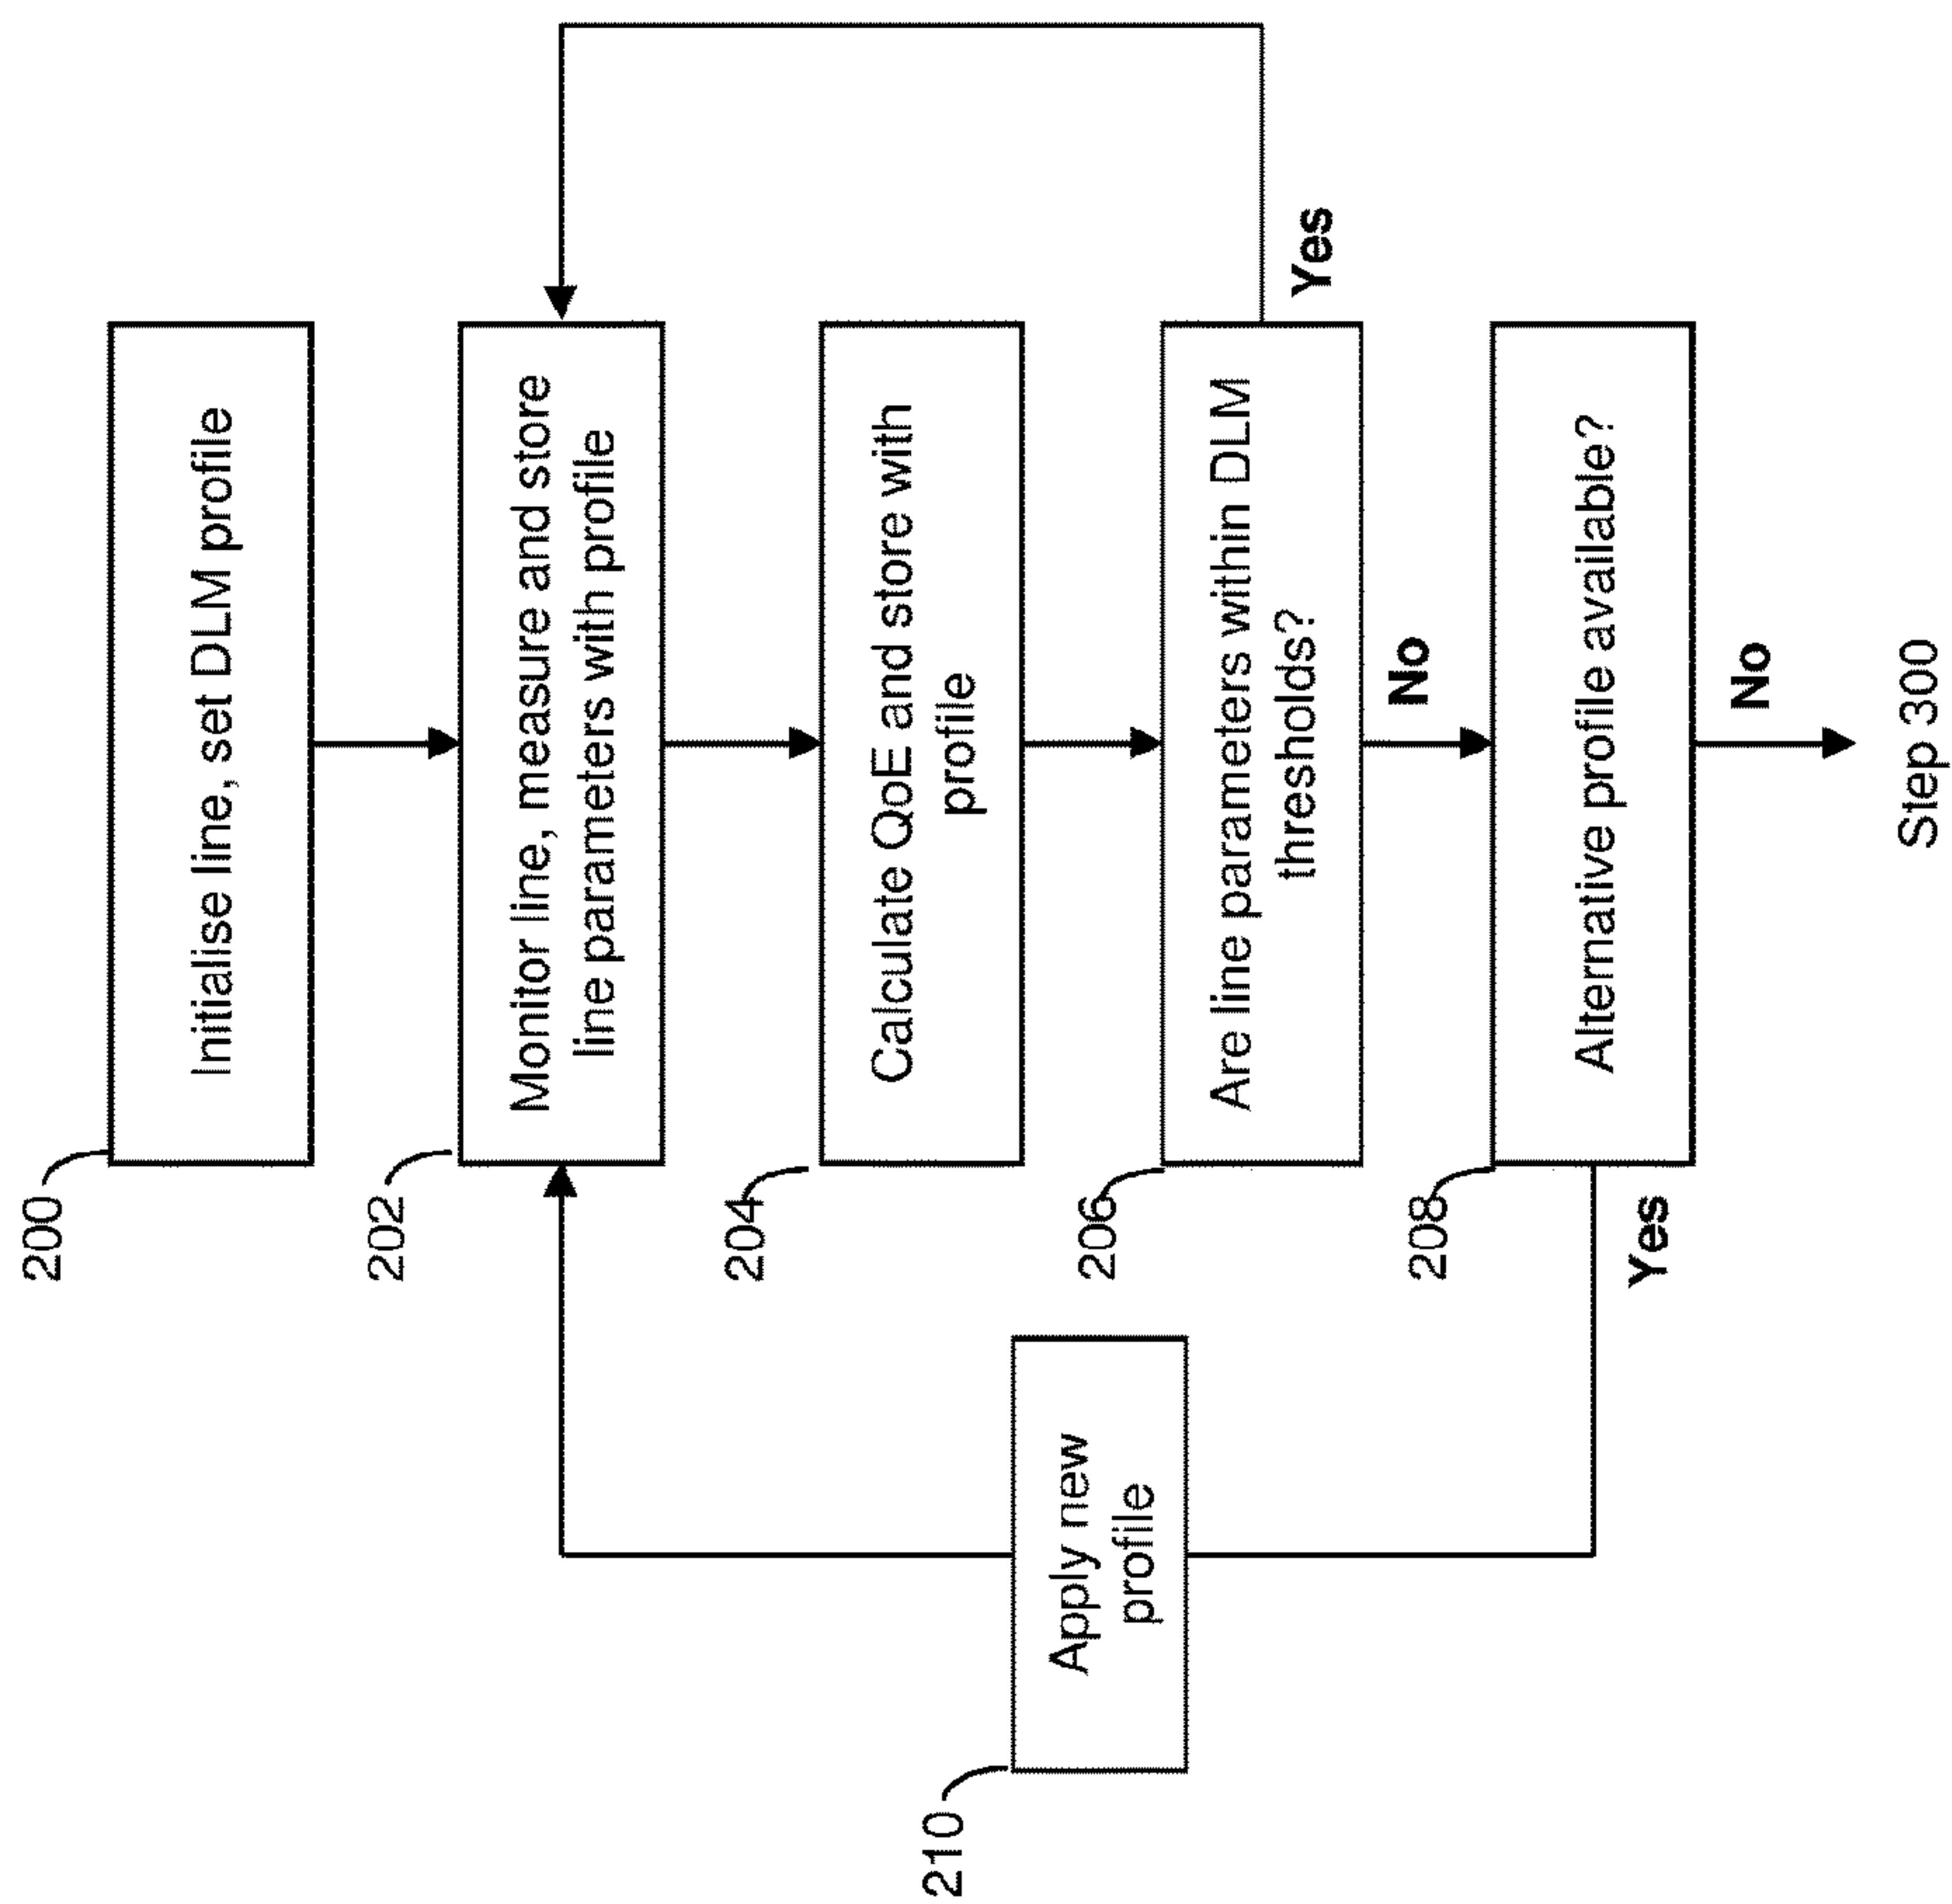 200
Initialise line, set DLM profile
202
Monitor line, measure and store
line parameters with profile
204
Calculate QoE and store with
profile
206
Are line parameters within DLM
thresholds?
Yes
No
208
Alternative profile available?
Yes
No
210
Apply new
profile
Step 300